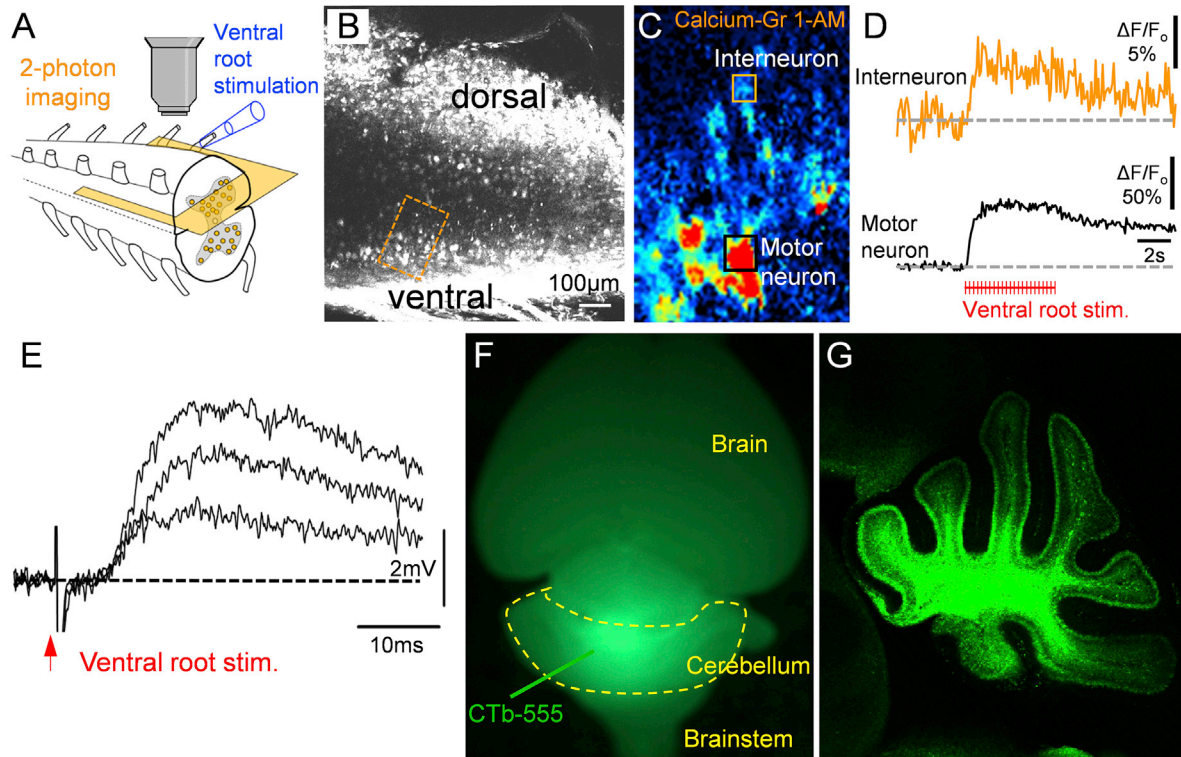 A
2-photon
imaging
Ventral
root
stimulation
B
dorsal
ventral
100µm
C
Calcium-Gr 1-AM
Interneuron
Motor
neuron
D
ΔF/Fo
5%
Interneuron
ΔF/Fo
50%
Motor
neuron
2s
Ventral root stim.
E
2mV
10ms
Ventral root stim.
F
Brain
Cerebellum
CTb-555
Brainstem
G